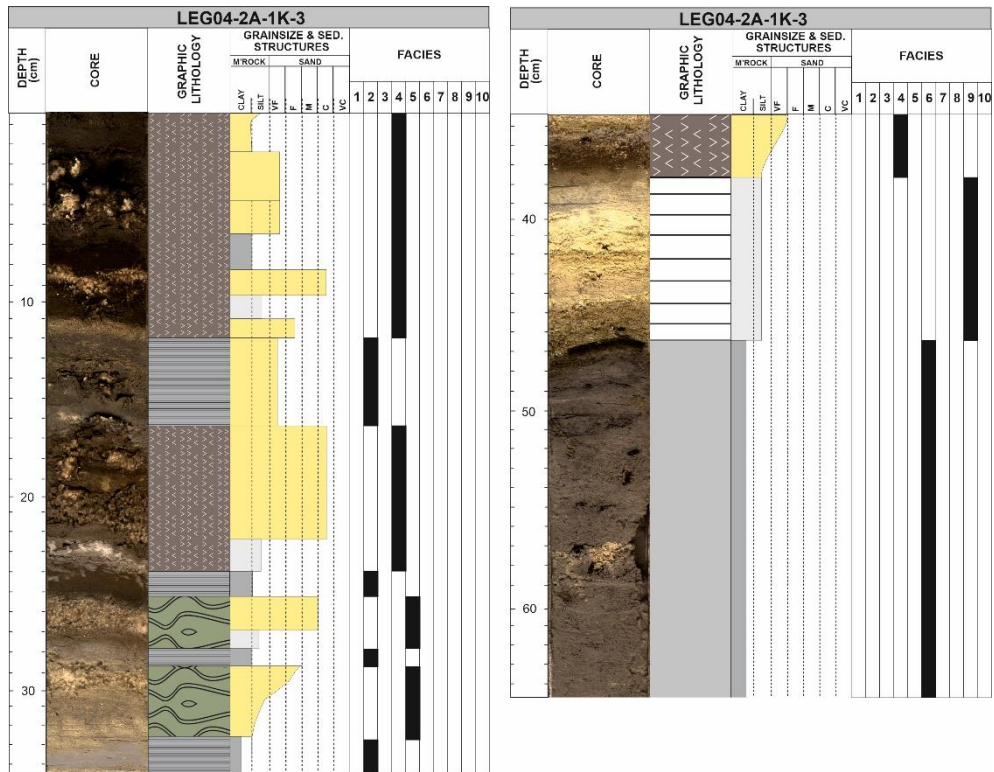 LEG04-2A-1K-3
DEPTH (cm)
CORE
GRAPHIC LITHOLOGY
GRAINSIZE & SED. STRUCTURES
M'ROCK SAND
CLAY SILT VF F M C VC
FACIES
1 2 3 4 5 6 7 8 9 10
10
20
30
LEG04-2A-1K-3
DEPTH (cm)
CORE
GRAPHIC LITHOLOGY
GRAINSIZE & SED. STRUCTURES
M'ROCK SAND
CLAY SILT VF F M C VC
FACIES
1 2 3 4 5 6 7 8 9 10
40
50
60